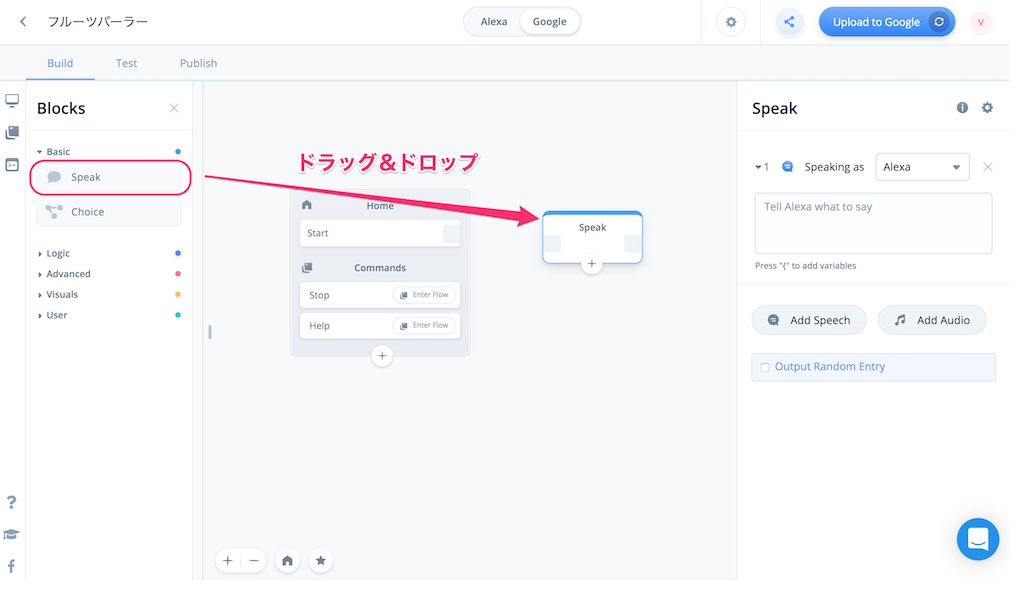 フルーツパーラー
Alexa
Google
Upload to Google
V
Build
Test
Publish
Blocks
Basic
Speak
Choice
Logic
Advanced
Visuals
User
ドラッグ&ドロップ
Home
Start
Commands
Stop
Enter Flow
Help
Enter Flow
Speak
Speak
1
Speaking as
Alexa
Tell Alexa what to say
Press "{" to add variables
Add Speech
Add Audio
Output Random Entry